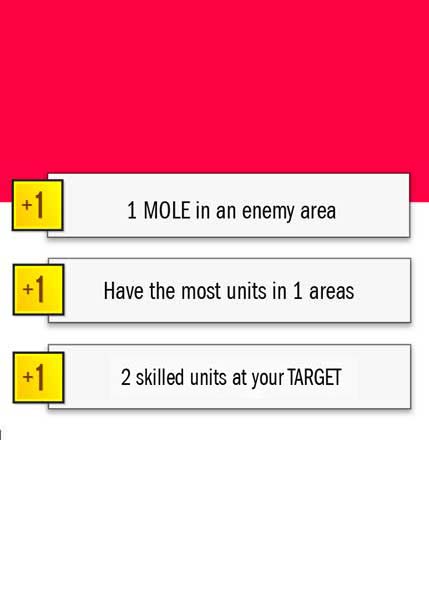 +1 1 MOLE in an enemy area
+1 Have the most units in 1 areas
+1 2 skilled units at your TARGET